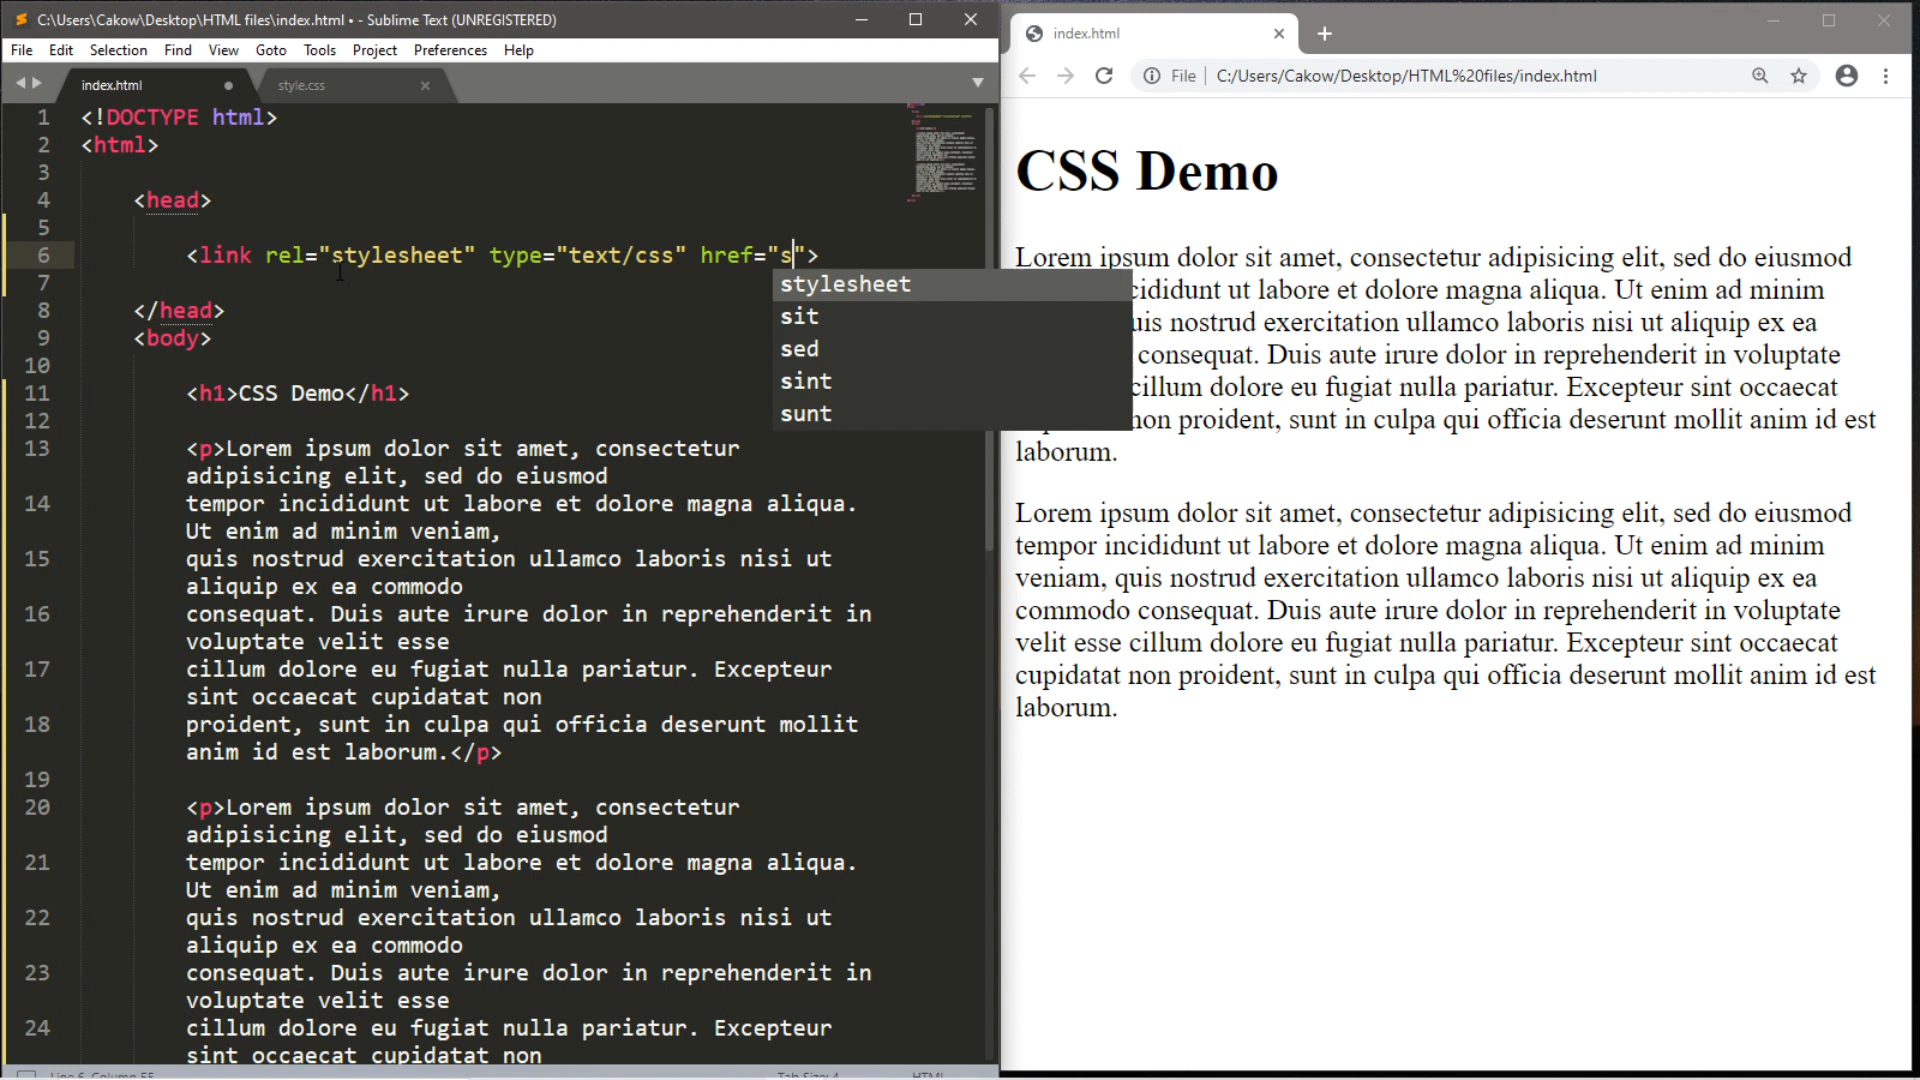 C:\Users\Cakow\Desktop\HTML files\index.html • - Sublime Text (UNREGISTERED)
File Edit Selection Find View Goto Tools Project Preferences Help
index.html style.css
1 <!DOCTYPE html>
2 <html>
3
4 <head>
5
6 <link rel="stylesheet" type="text/css" href="s">
7
8 </head>
9 <body>
10
11 <h1>CSS Demo</h1>
12
13 <p>Lorem ipsum dolor sit amet, consectetur
adipisicing elit, sed do eiusmod
14 tempor incididunt ut labore et dolore magna aliqua.
Ut enim ad minim veniam,
15 quis nostrud exercitation ullamco laboris nisi ut
aliquip ex ea commodo
16 consequat. Duis aute irure dolor in reprehenderit in
voluptate velit esse
17 cillum dolore eu fugiat nulla pariatur. Excepteur
sint occaecat cupidatat non
18 proident, sunt in culpa qui officia deserunt mollit
anim id est laborum.</p>
19
20 <p>Lorem ipsum dolor sit amet, consectetur
adipisicing elit, sed do eiusmod
21 tempor incididunt ut labore et dolore magna aliqua.
Ut enim ad minim veniam,
22 quis nostrud exercitation ullamco laboris nisi ut
aliquip ex ea commodo
23 consequat. Duis aute irure dolor in reprehenderit in
voluptate velit esse
24 cillum dolore eu fugiat nulla pariatur. Excepteur
sint occaecat cupidatat non
stylesheet
sit
sed
sint
sunt
Line 6, Column 55 Tab Size: 4 HTML
index.html
File C:/Users/Cakow/Desktop/HTML%20files/index.html
CSS Demo
Lorem ipsum dolor sit amet, consectetur adipisicing elit, sed do eiusmod
cididunt ut labore et dolore magna aliqua. Ut enim ad minim
uis nostrud exercitation ullamco laboris nisi ut aliquip ex ea
consequat. Duis aute irure dolor in reprehenderit in voluptate
cillum dolore eu fugiat nulla pariatur. Excepteur sint occaecat
non proident, sunt in culpa qui officia deserunt mollit anim id est
laborum.
Lorem ipsum dolor sit amet, consectetur adipisicing elit, sed do eiusmod
tempor incididunt ut labore et dolore magna aliqua. Ut enim ad minim
veniam, quis nostrud exercitation ullamco laboris nisi ut aliquip ex ea
commodo consequat. Duis aute irure dolor in reprehenderit in voluptate
velit esse cillum dolore eu fugiat nulla pariatur. Excepteur sint occaecat
cupidatat non proident, sunt in culpa qui officia deserunt mollit anim id est
laborum.